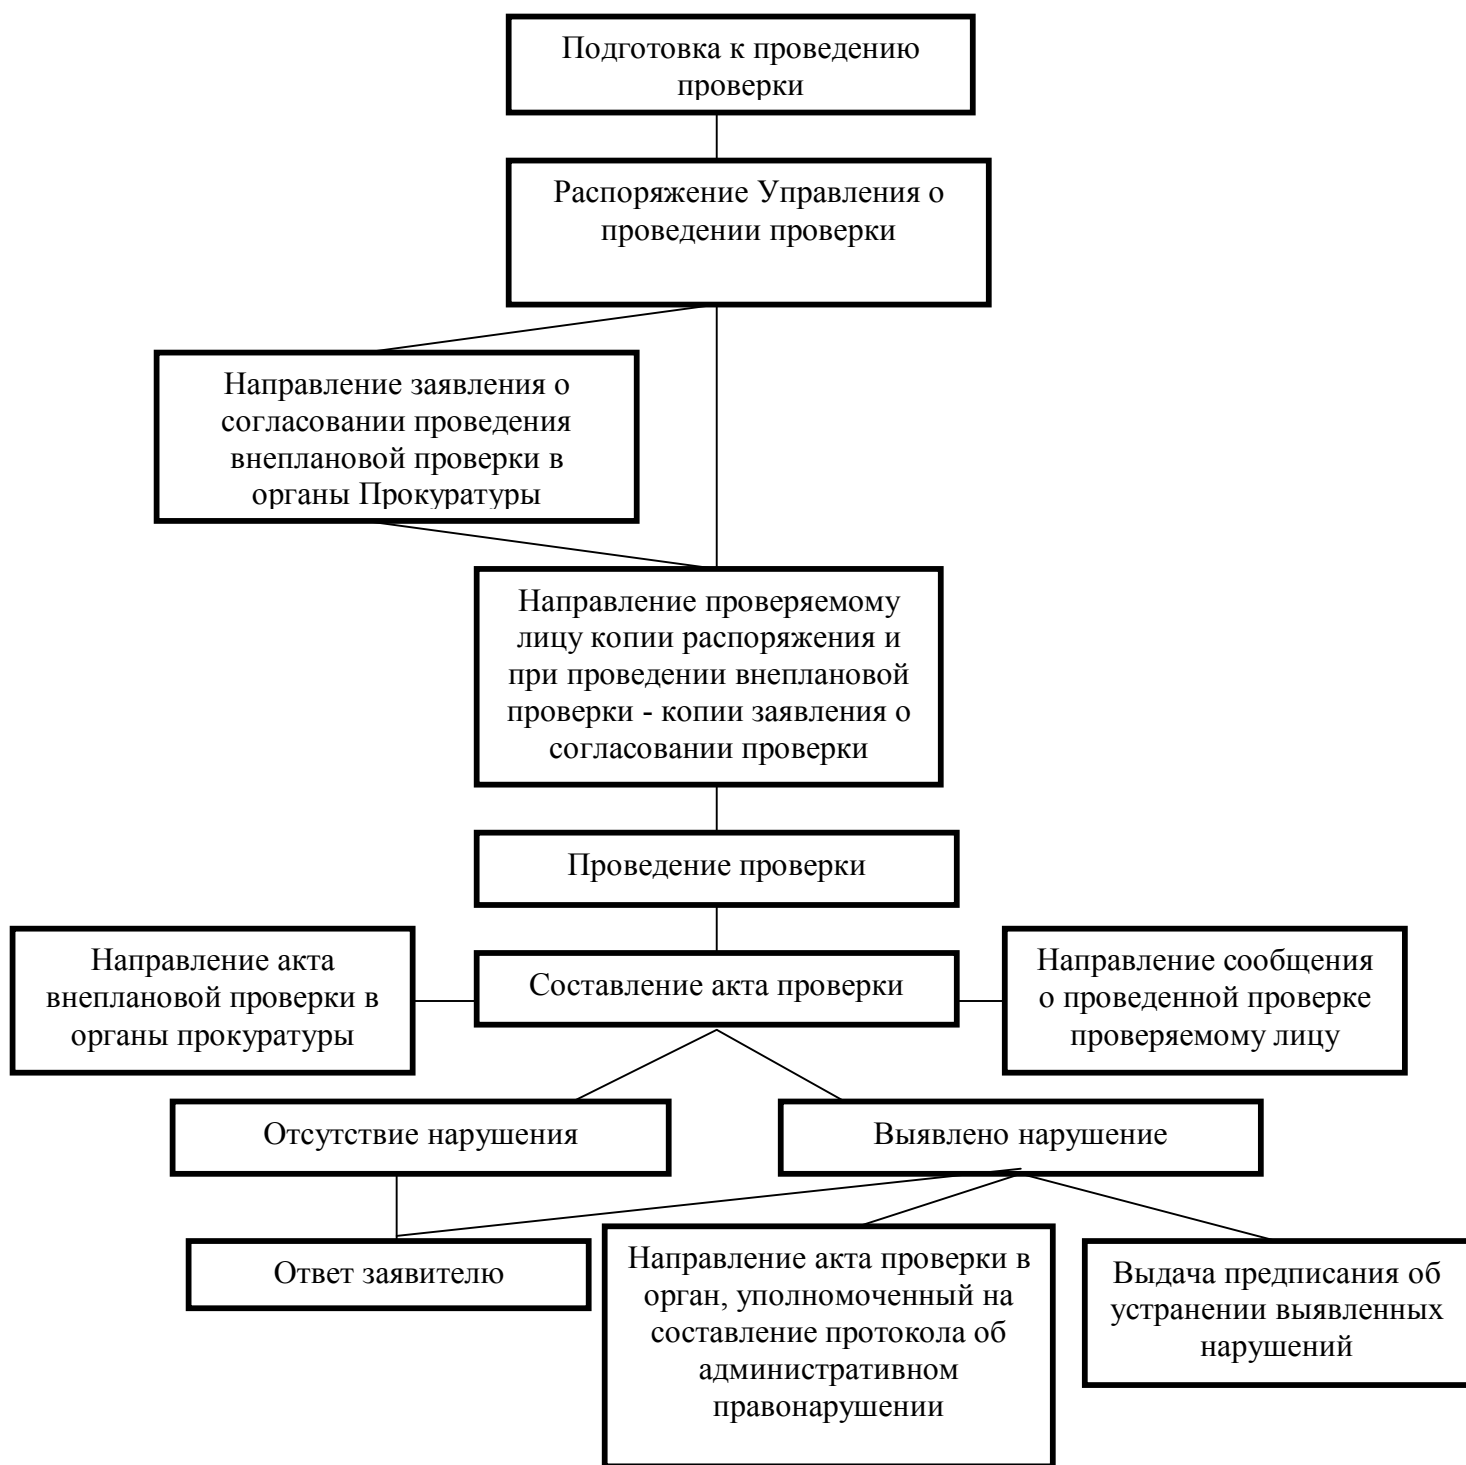 Подготовка к проведению
проверки
Распоряжение Управления о
проведении проверки
Направление заявления о
согласовании проведения
внеплановой проверки в
органы Прокуратуры
Направление проверяемому
лицу копии распоряжения и
при проведении внеплановой
проверки - копии заявления о
согласовании проверки
Проведение проверки
Направление акта
внеплановой проверки в
органы прокуратуры
Составление акта проверки
Направление сообщения
о проведенной проверке
проверяемому лицу
Отсутствие нарушения
Выявлено нарушение
Ответ заявителю
Направление акта проверки в
орган, уполномоченный на
составление протокола об
административном
правонарушении
Выдача предписания об
устранении выявленных
нарушений